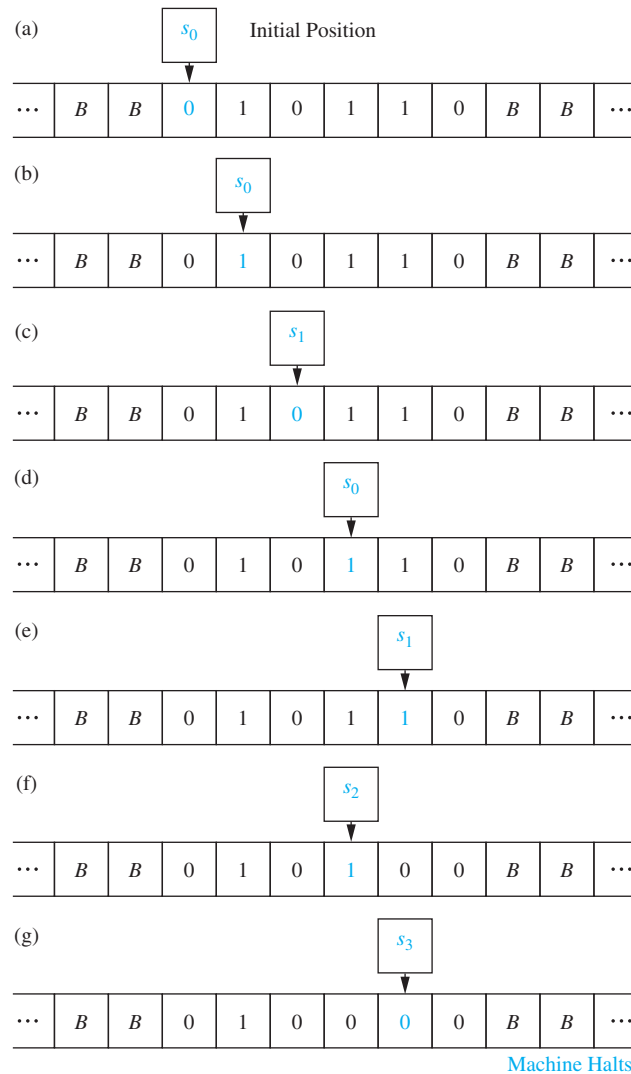 (a) s₀ Initial Position
... B B 0 1 0 1 1 0 B B ...
(b) s₀
... B B 0 1 0 1 1 0 B B ...
(c) s₁
... B B 0 1 0 1 1 0 B B ...
(d) s₀
... B B 0 1 0 1 1 0 B B ...
(e) s₁
... B B 0 1 0 1 1 0 B B ...
(f) s₂
... B B 0 1 0 1 0 0 B B ...
(g) s₃
... B B 0 1 0 0 0 0 B B ...
Machine Halts